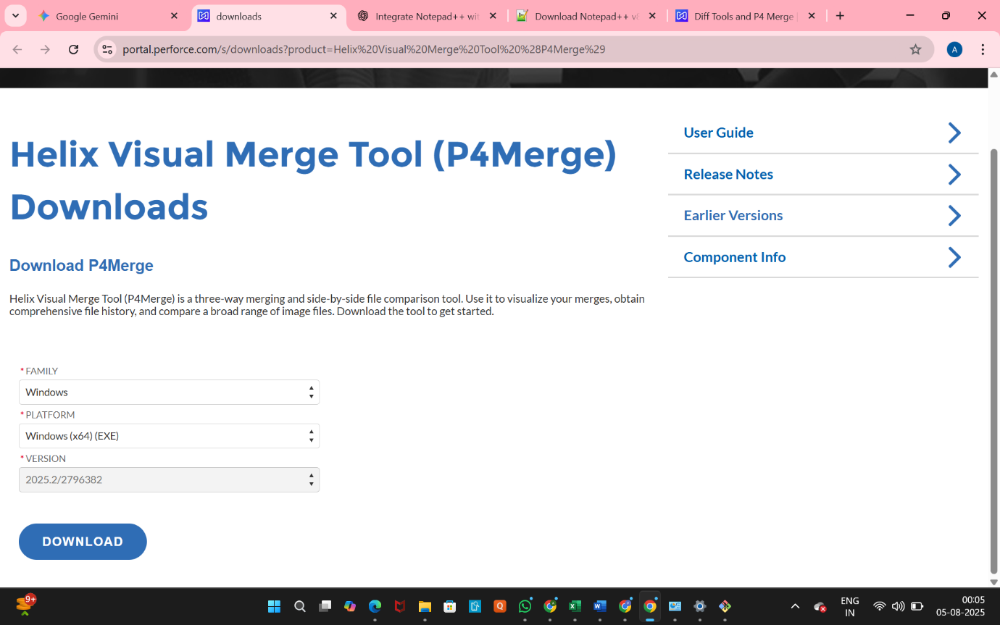 Google Gemini
downloads
Integrate Notepad++ wit
Download Notepad++ v8
Diff Tools and P4 Merge |
portal.perforce.com/s/downloads?product=Helix%20Visual%20Merge%20Tool%20%28P4Merge%29
A
Helix Visual Merge Tool (P4Merge)
Downloads
Download P4Merge
Helix Visual Merge Tool (P4Merge) is a three-way merging and side-by-side file comparison tool. Use it to visualize your merges, obtain
comprehensive file history, and compare a broad range of image files. Download the tool to get started.
* FAMILY
Windows
* PLATFORM
Windows (x64) (EXE)
* VERSION
2025.2/2796382
DOWNLOAD
User Guide
Release Notes
Earlier Versions
Component Info
9+
ENG
IN
00:05
05-08-2025